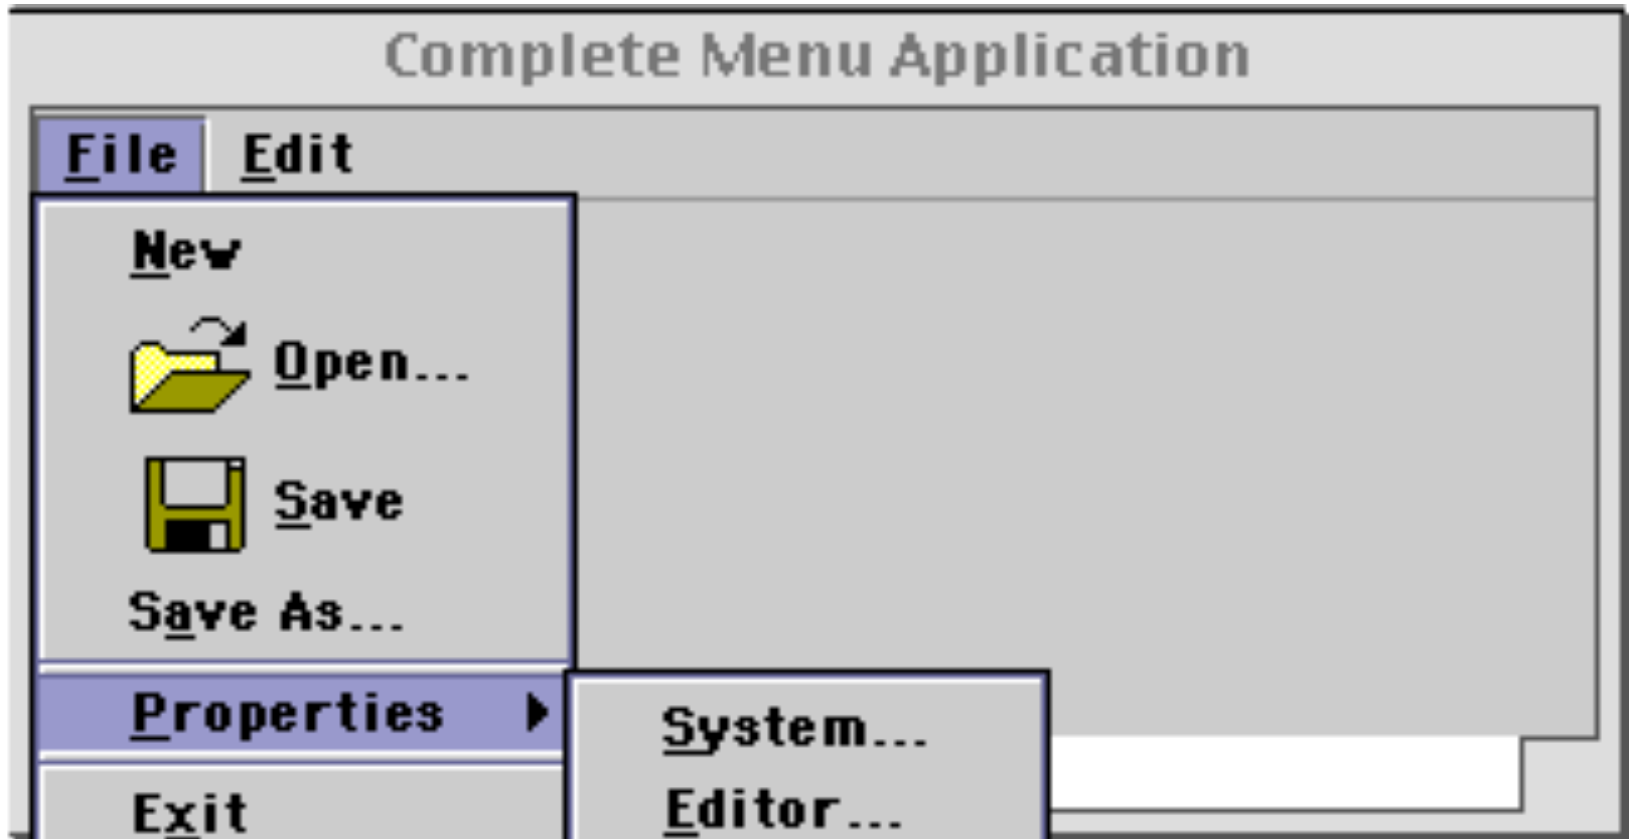 Complete Menu Application
File Edit
New
Open...
Save
Save As...
Properties
System...
Editor...
Exit